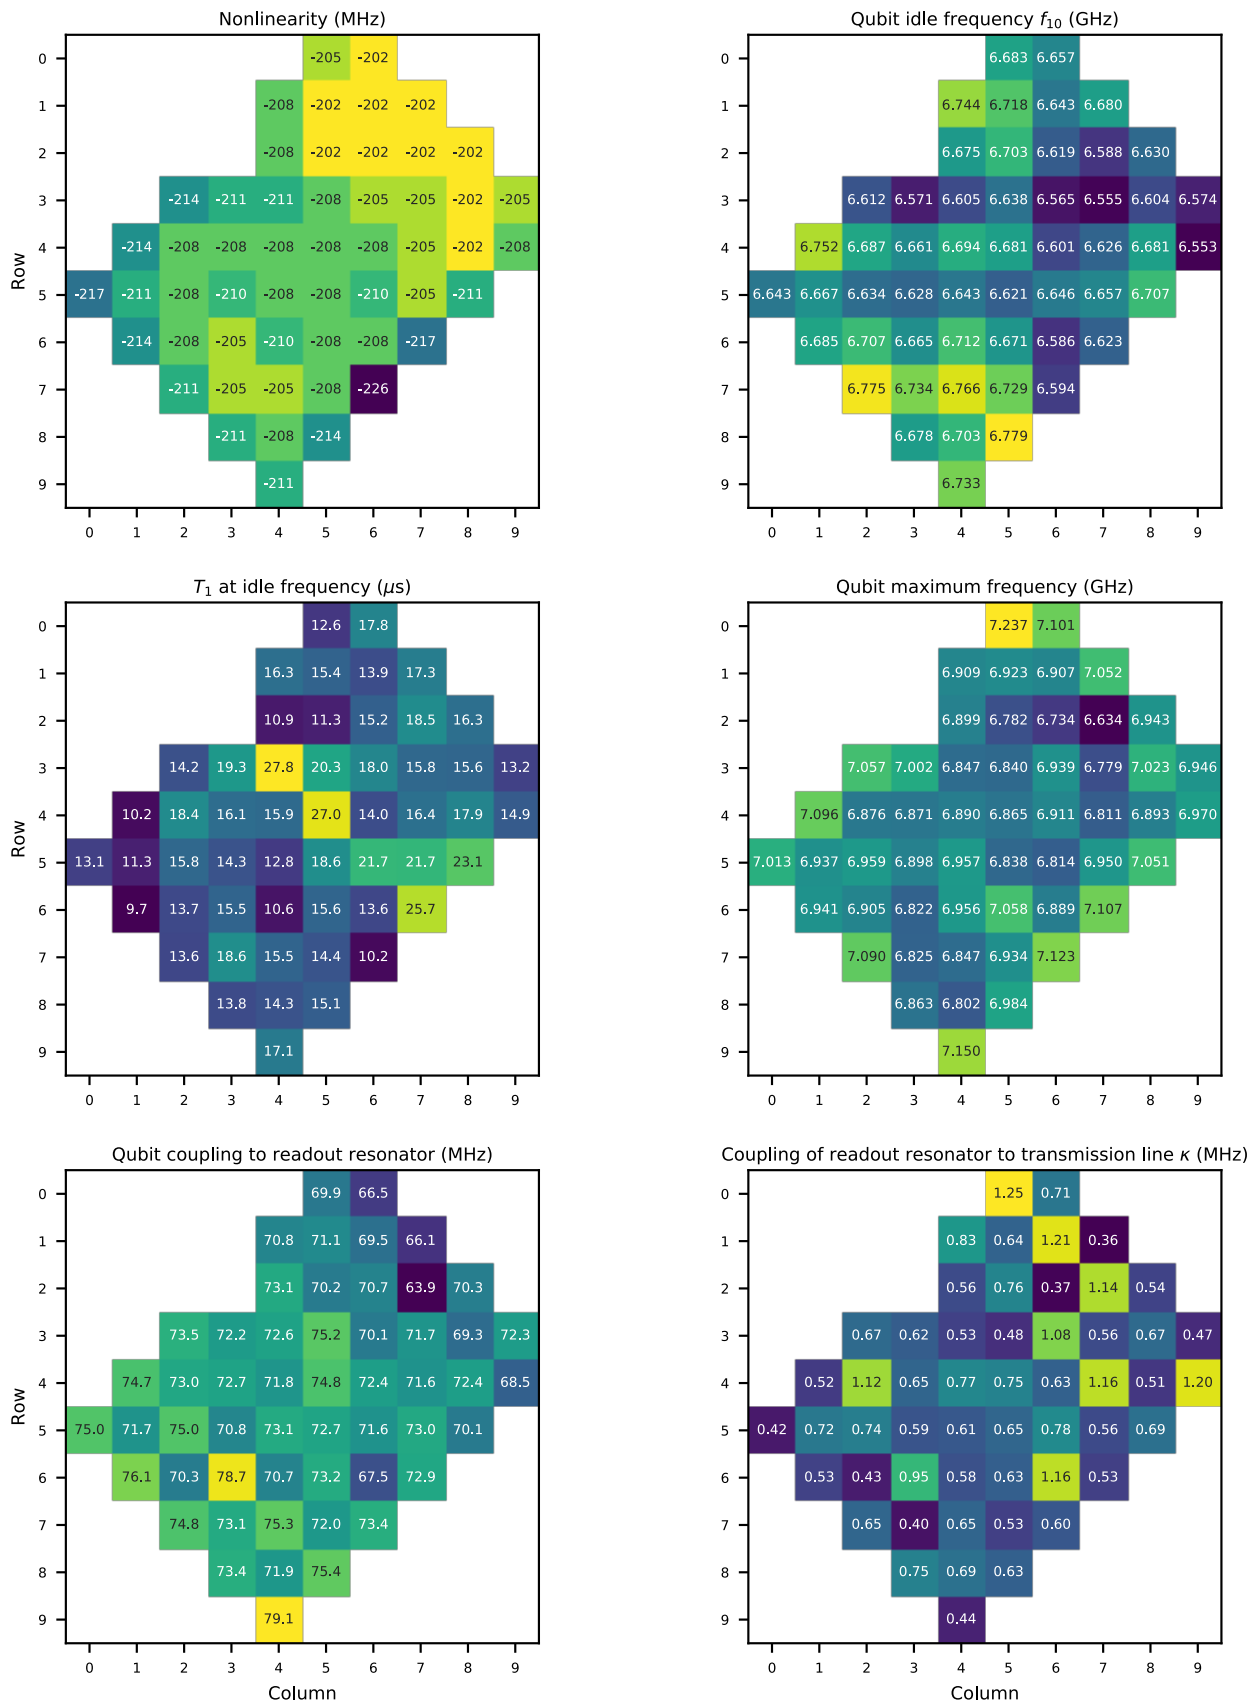 Nonlinearity (MHz)
Row
0 -205 -202
1 -208 -202 -202 -202
2 -208 -202 -202 -202 -202
3 -214 -211 -211 -208 -205 -205 -202 -205
4 -214 -208 -208 -208 -208 -208 -205 -202 -208
5 -217 -211 -208 -210 -208 -208 -210 -205 -211
6 -214 -208 -205 -210 -208 -208 -217
7 -211 -205 -205 -208 -226
8 -211 -208 -214
9 -211
0 1 2 3 4 5 6 7 8 9
Qubit idle frequency f10 (GHz)
0 6.683 6.657
1 6.744 6.718 6.643 6.680
2 6.675 6.703 6.619 6.588 6.630
3 6.612 6.571 6.605 6.638 6.565 6.555 6.604 6.574
4 6.752 6.687 6.661 6.694 6.681 6.601 6.626 6.681 6.553
5 6.643 6.667 6.634 6.628 6.643 6.621 6.646 6.657 6.707
6 6.685 6.707 6.665 6.712 6.671 6.586 6.623
7 6.775 6.734 6.766 6.729 6.594
8 6.678 6.703 6.779
9 6.733
0 1 2 3 4 5 6 7 8 9
T1 at idle frequency (μs)
Row
0 12.6 17.8
1 16.3 15.4 13.9 17.3
2 10.9 11.3 15.2 18.5 16.3
3 14.2 19.3 27.8 20.3 18.0 15.8 15.6 13.2
4 10.2 18.4 16.1 15.9 27.0 14.0 16.4 17.9 14.9
5 13.1 11.3 15.8 14.3 12.8 18.6 21.7 21.7 23.1
6 9.7 13.7 15.5 10.6 15.6 13.6 25.7
7 13.6 18.6 15.5 14.4 10.2
8 13.8 14.3 15.1
9 17.1
0 1 2 3 4 5 6 7 8 9
Qubit maximum frequency (GHz)
0 7.237 7.101
1 6.909 6.923 6.907 7.052
2 6.899 6.782 6.734 6.634 6.943
3 7.057 7.002 6.847 6.840 6.939 6.779 7.023 6.946
4 7.096 6.876 6.871 6.890 6.865 6.911 6.811 6.893 6.970
5 7.013 6.937 6.959 6.898 6.957 6.838 6.814 6.950 7.051
6 6.941 6.905 6.822 6.956 7.058 6.889 7.107
7 7.090 6.825 6.847 6.934 7.123
8 6.863 6.802 6.984
9 7.150
0 1 2 3 4 5 6 7 8 9
Qubit coupling to readout resonator (MHz)
Row
0 69.9 66.5
1 70.8 71.1 69.5 66.1
2 73.1 70.2 70.7 63.9 70.3
3 73.5 72.2 72.6 75.2 70.1 71.7 69.3 72.3
4 74.7 73.0 72.7 71.8 74.8 72.4 71.6 72.4 68.5
5 75.0 71.7 75.0 70.8 73.1 72.7 71.6 73.0 70.1
6 76.1 70.3 78.7 70.7 73.2 67.5 72.9
7 74.8 73.1 75.3 72.0 73.4
8 73.4 71.9 75.4
9 79.1
0 1 2 3 4 5 6 7 8 9
Column
Coupling of readout resonator to transmission line κ (MHz)
0 1.25 0.71
1 0.83 0.64 1.21 0.36
2 0.56 0.76 0.37 1.14 0.54
3 0.67 0.62 0.53 0.48 1.08 0.56 0.67 0.47
4 0.52 1.12 0.65 0.77 0.75 0.63 1.16 0.51 1.20
5 0.42 0.72 0.74 0.59 0.61 0.65 0.78 0.56 0.69
6 0.53 0.43 0.95 0.58 0.63 1.16 0.53
7 0.65 0.40 0.65 0.53 0.60
8 0.75 0.69 0.63
9 0.44
0 1 2 3 4 5 6 7 8 9
Column